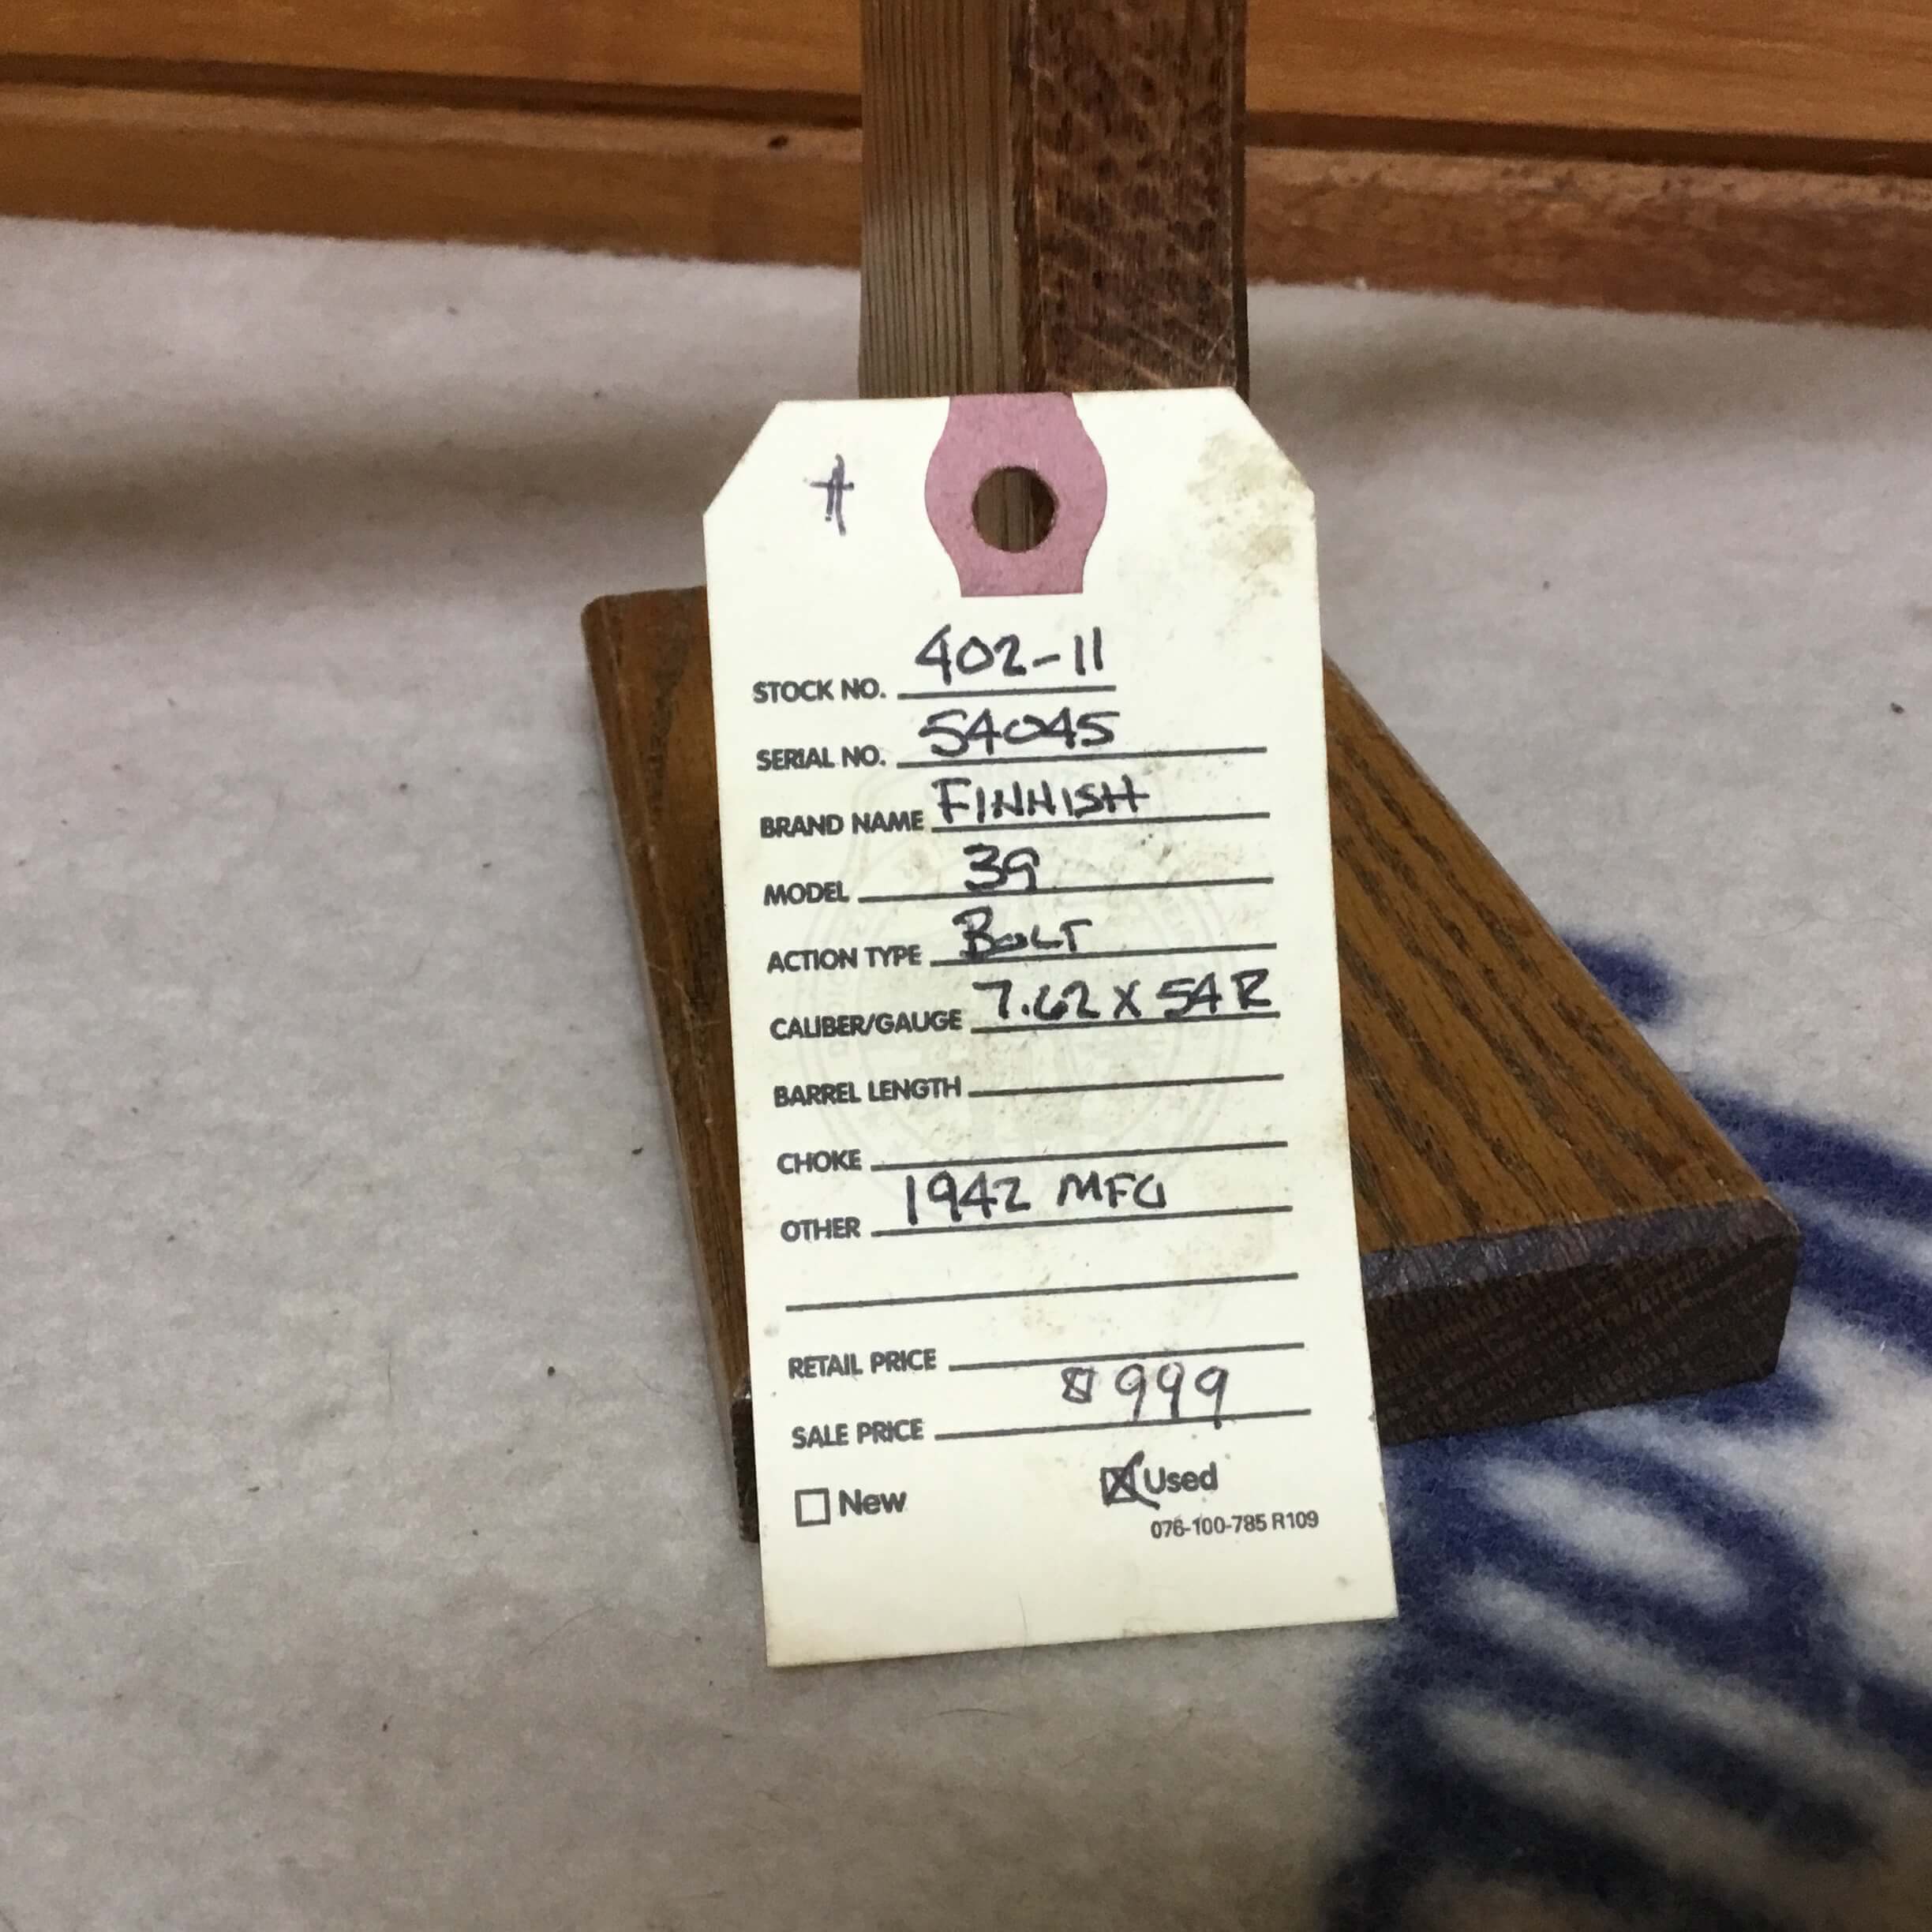 STOCK NO. 402-11
SERIAL NO. 54045
BRAND NAME FINNISH
MODEL 39
ACTION TYPE BOLT
CALIBER/GAUGE 7.62 X 54 R
BARREL LENGTH
CHOKE
OTHER 1942 MFG
RETAIL PRICE
SALE PRICE $999
New Used
076-100-785 R109